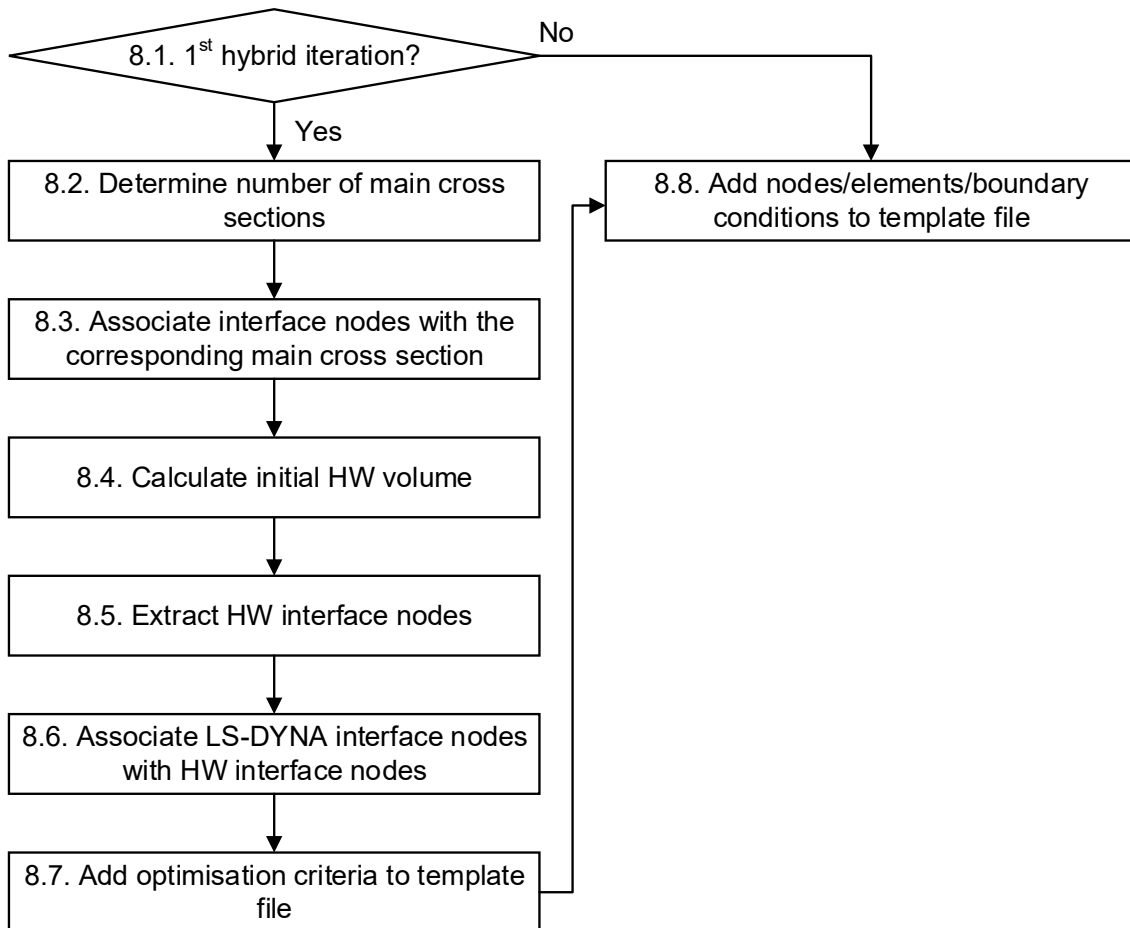 8.1. 1st hybrid iteration?
No
Yes
8.2. Determine number of main cross
sections
8.8. Add nodes/elements/boundary
conditions to template file
8.3. Associate interface nodes with the
corresponding main cross section
8.4. Calculate initial HW volume
8.5. Extract HW interface nodes
8.6. Associate LS-DYNA interface nodes
with HW interface nodes
8.7. Add optimisation criteria to template
file